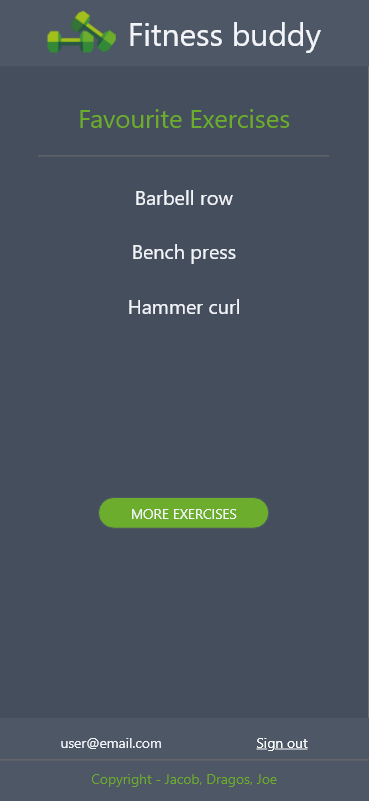 Fitness buddy
Favourite Exercises
Barbell row
Bench press
Hammer curl
MORE EXERCISES
user@email.com Sign out
Copyright - Jacob, Dragos, Joe